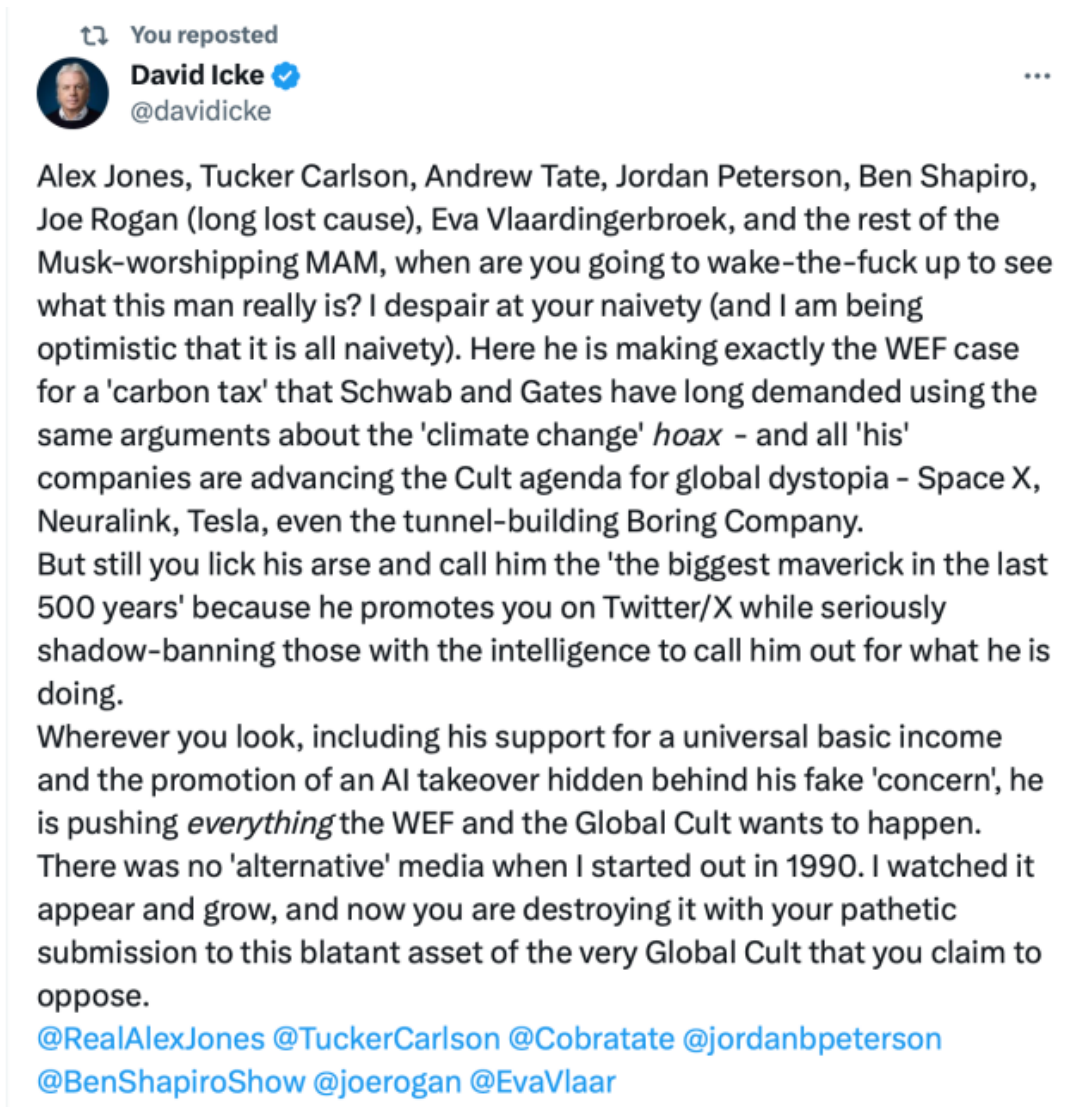 You reposted
David Icke
@davidicke
Alex Jones, Tucker Carlson, Andrew Tate, Jordan Peterson, Ben Shapiro,
Joe Rogan (long lost cause), Eva Vlaardingerbroek, and the rest of the
Musk-worshipping MAM, when are you going to wake-the-fuck up to see
what this man really is? I despair at your naivety (and I am being
optimistic that it is all naivety). Here he is making exactly the WEF case
for a 'carbon tax' that Schwab and Gates have long demanded using the
same arguments about the 'climate change' hoax - and all 'his'
companies are advancing the Cult agenda for global dystopia - Space X,
Neuralink, Tesla, even the tunnel-building Boring Company.
But still you lick his arse and call him the 'the biggest maverick in the last
500 years' because he promotes you on Twitter/X while seriously
shadow-banning those with the intelligence to call him out for what he is
doing.
Wherever you look, including his support for a universal basic income
and the promotion of an AI takeover hidden behind his fake 'concern', he
is pushing everything the WEF and the Global Cult wants to happen.
There was no 'alternative' media when I started out in 1990. I watched it
appear and grow, and now you are destroying it with your pathetic
submission to this blatant asset of the very Global Cult that you claim to
oppose.
@RealAlexJones @TuckerCarlson @Cobratate @jordanbpeterson
@BenShapiroShow @joerogan @EvaVlaar